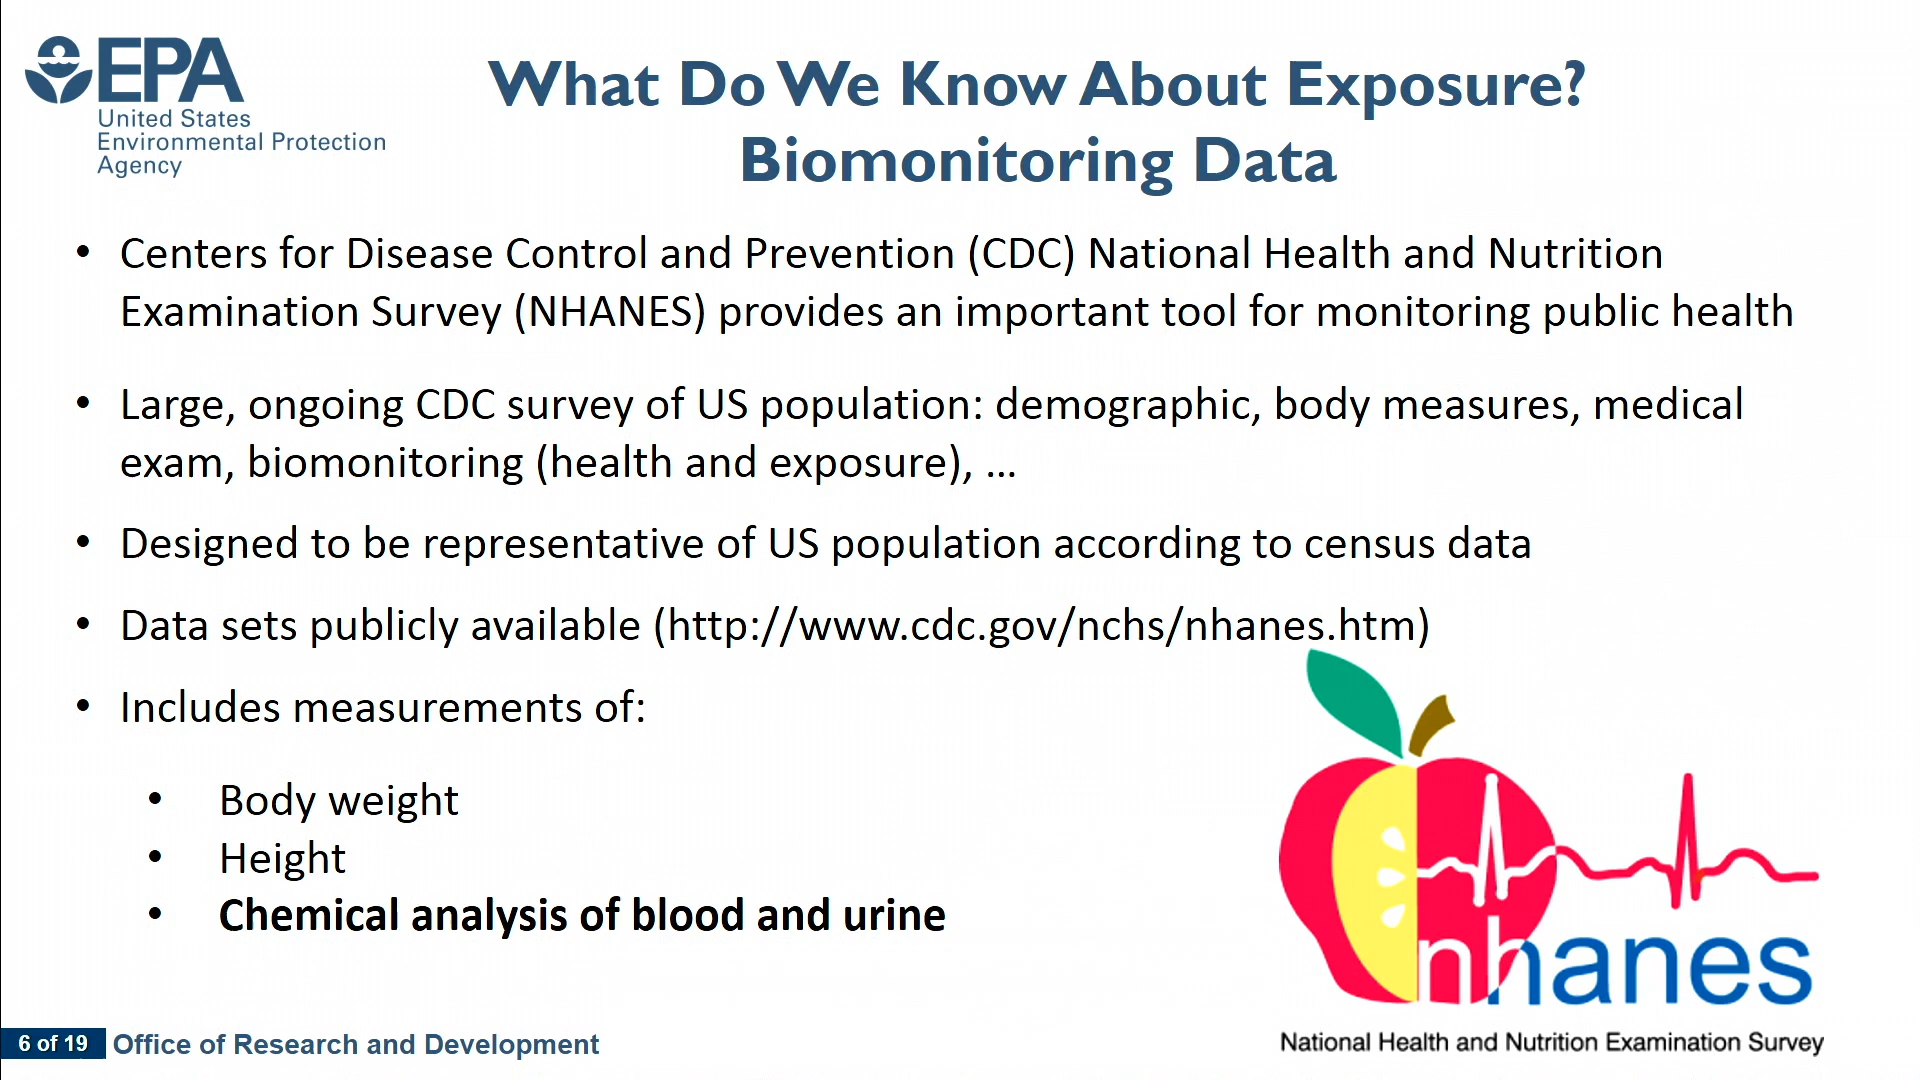 EPA
United States
Environmental Protection
Agency
What Do We Know About Exposure?
Biomonitoring Data
• Centers for Disease Control and Prevention (CDC) National Health and Nutrition
Examination Survey (NHANES) provides an important tool for monitoring public health
• Large, ongoing CDC survey of US population: demographic, body measures, medical
exam, biomonitoring (health and exposure), …
• Designed to be representative of US population according to census data
• Data sets publicly available (http://www.cdc.gov/nchs/nhanes.htm)
• Includes measurements of:
• Body weight
• Height
• Chemical analysis of blood and urine
nhanes
National Health and Nutrition Examination Survey
6 of 19 Office of Research and Development